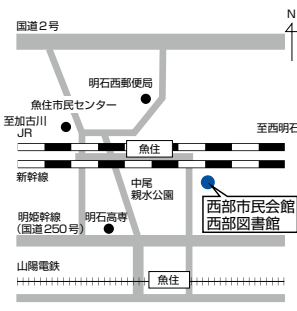 国道2号
N
明石西郵便局
魚住市民センター
至加古川
JR
至西明石
魚住
新幹線
中尾
親水公園
西部市民会館
西部図書館
明姫幹線
(国道250号)
明石高専
山陽電鉄
魚住